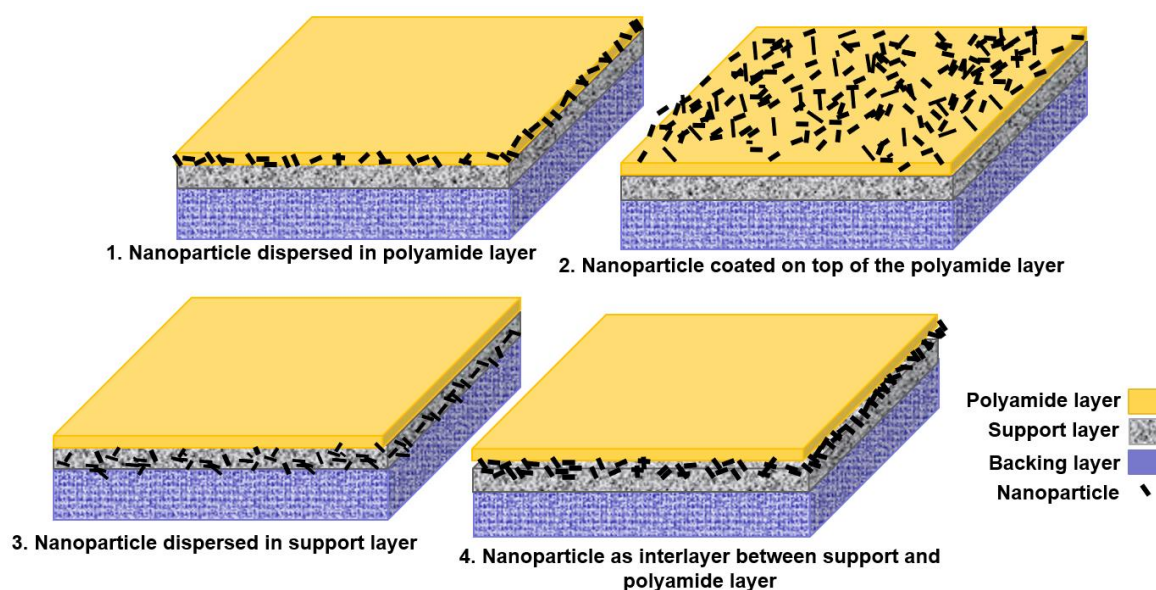 1. Nanoparticle dispersed in polyamide layer
2. Nanoparticle coated on top of the polyamide layer
3. Nanoparticle dispersed in support layer
4. Nanoparticle as interlayer between support and
polyamide layer
Polyamide layer
Support layer
Backing layer
Nanoparticle